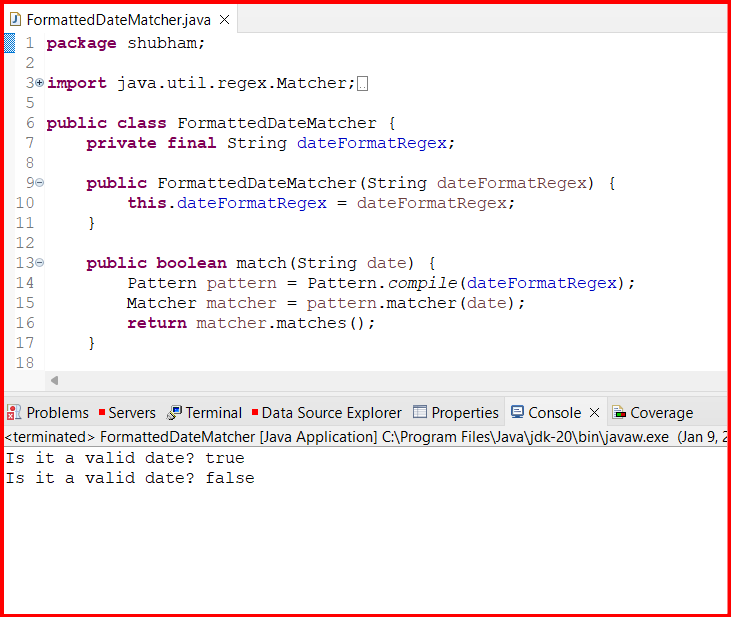 FormattedDateMatcher.java
1 package shubham;
2
3 import java.util.regex.Matcher;
5
6 public class FormattedDateMatcher {
7 private final String dateFormatRegex;
8
9 public FormattedDateMatcher(String dateFormatRegex) {
10 this.dateFormatRegex = dateFormatRegex;
11 }
12
13 public boolean match(String date) {
14 Pattern pattern = Pattern.compile(dateFormatRegex);
15 Matcher matcher = pattern.matcher(date);
16 return matcher.matches();
17 }
18
Problems Servers Terminal Data Source Explorer Properties Console Coverage
<terminated> FormattedDateMatcher [Java Application] C:\Program Files\Java\jdk-20\bin\javaw.exe (Jan 9, 2
Is it a valid date? true
Is it a valid date? false